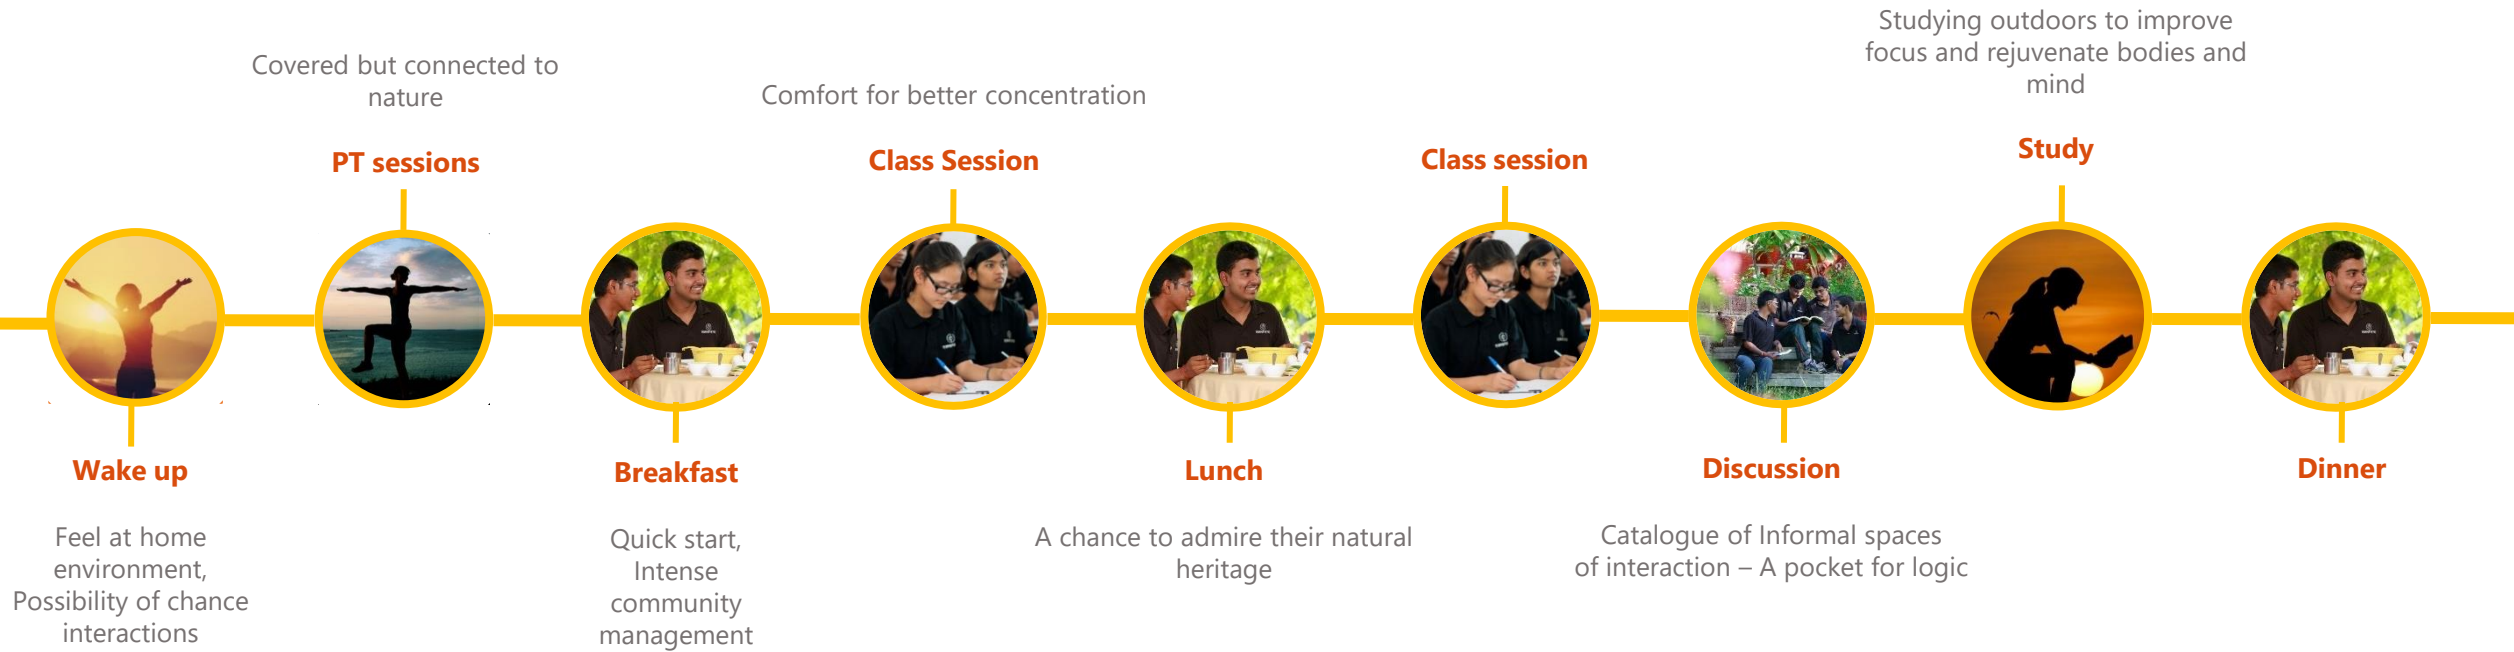 Wake up
Feel at home
environment,
Possibility of chance
interactions
Covered but connected to
nature
PT sessions
Breakfast
Quick start,
Intense
community
management
Comfort for better concentration
Class Session
Lunch
A chance to admire their natural
heritage
Class session
Discussion
Catalogue of Informal spaces
of interaction – A pocket for logic
Studying outdoors to improve
focus and rejuvenate bodies and
mind
Study
Dinner